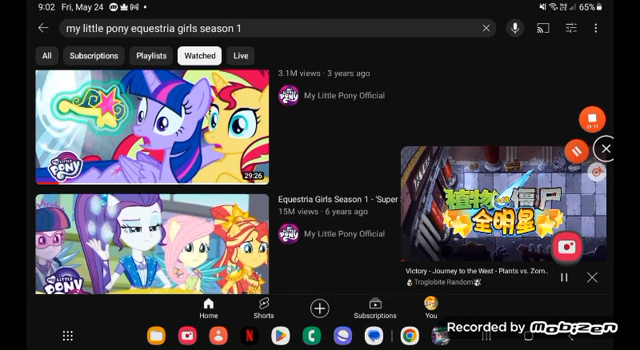 9:02 Fri, May 24
65%
my little pony equestria girls season 1
All Subscriptions Playlists Watched Live
3.1M views · 3 years ago
My Little Pony Official
29:26
Equestria Girls Season 1 - 'Super
15M views · 6 years ago
My Little Pony Official
植物 僵尸
全明星
Victory - Journey to the West - Plants vs. Zom..
Troglobite Random
Home Shorts Subscriptions You
Recorded by MOBIZEN